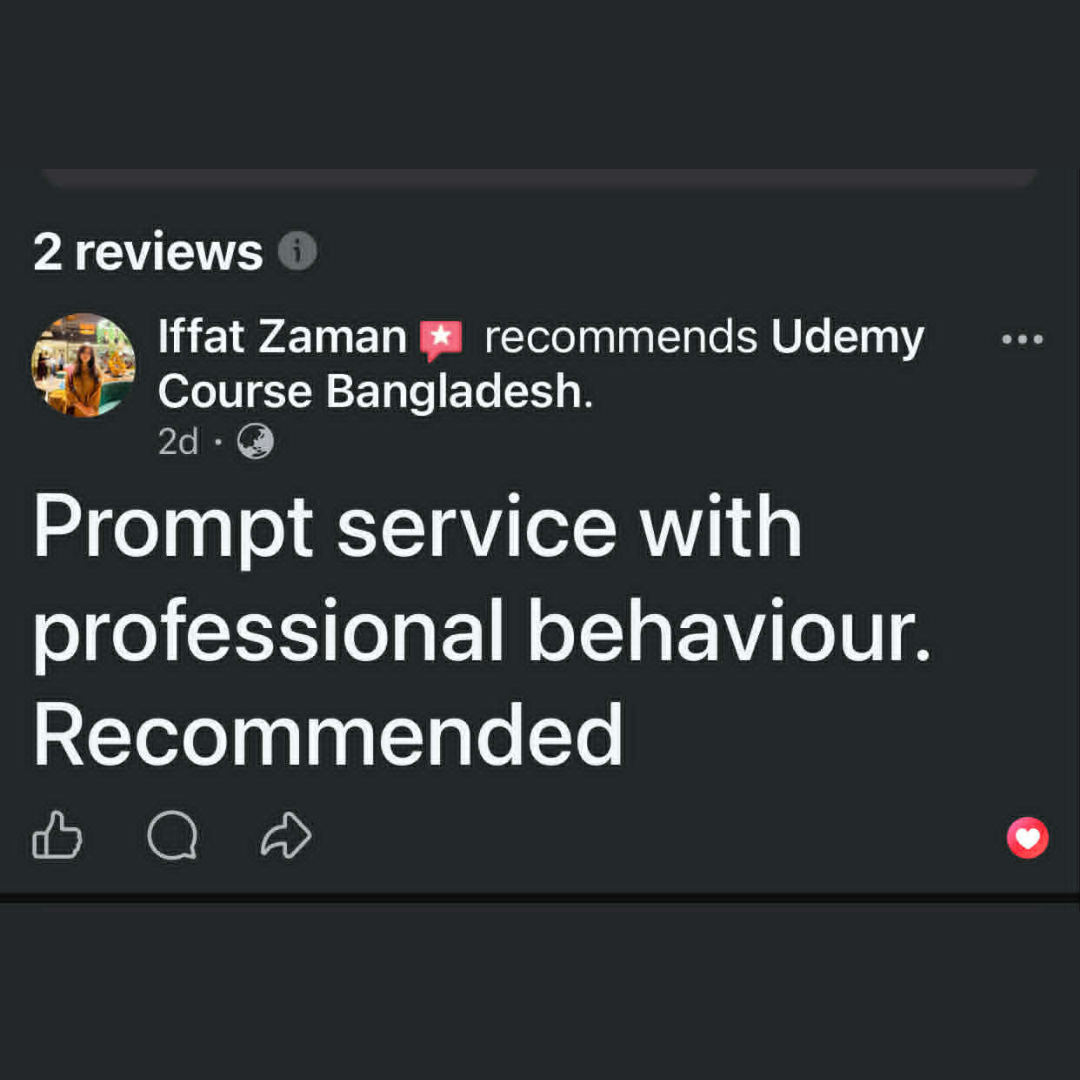 2 reviews
Iffat Zaman recommends Udemy
Course Bangladesh.
2d ·
Prompt service with
professional behaviour.
Recommended